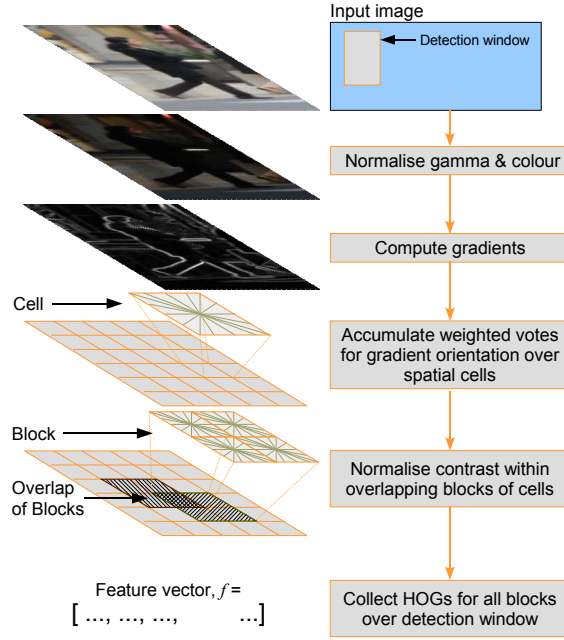 Input image
Detection window
Normalise gamma & colour
Compute gradients
Cell
Accumulate weighted votes
for gradient orientation over
spatial cells
Block
Overlap
of Blocks
Normalise contrast within
overlapping blocks of cells
Feature vector, f =
[ ..., ..., ...,          ...]
Collect HOGs for all blocks
over detection window